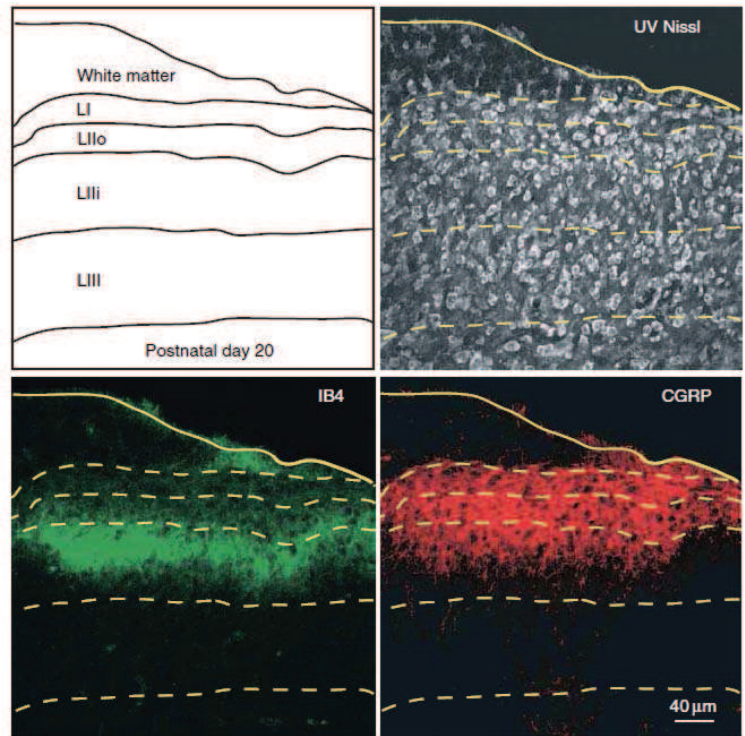 White matter
LI
LIIo
LIIi
LIII
Postnatal day 20
UV Nissl
IB4
CGRP
40 μm